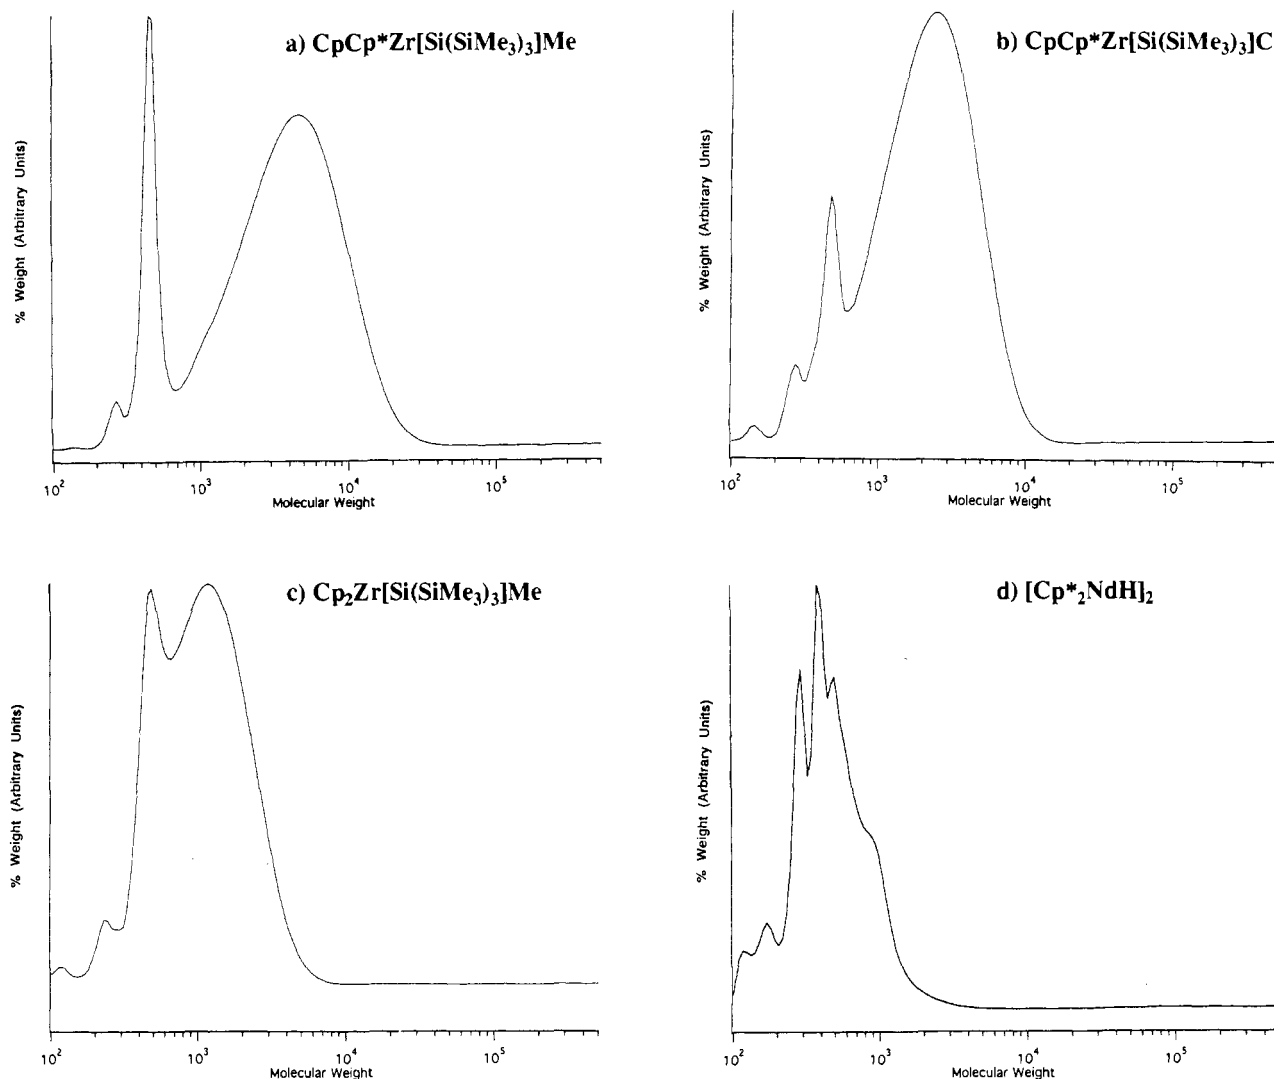 a) CpCp*Zr[Si(SiMe₃)₃]Me
% Weight (Arbitrary Units)
10² 10³ 10⁴ 10⁵
Molecular Weight
b) CpCp*Zr[Si(SiMe₃)₃]C
% Weight (Arbitrary Units)
10² 10³ 10⁴ 10⁵
Molecular Weight
c) Cp₂Zr[Si(SiMe₃)₃]Me
% Weight (Arbitrary Units)
10² 10³ 10⁴ 10⁵
Molecular Weight
d) [Cp*₂NdH]₂
% Weight (Arbitrary Units)
10² 10³ 10⁴ 10⁵
Molecular Weight